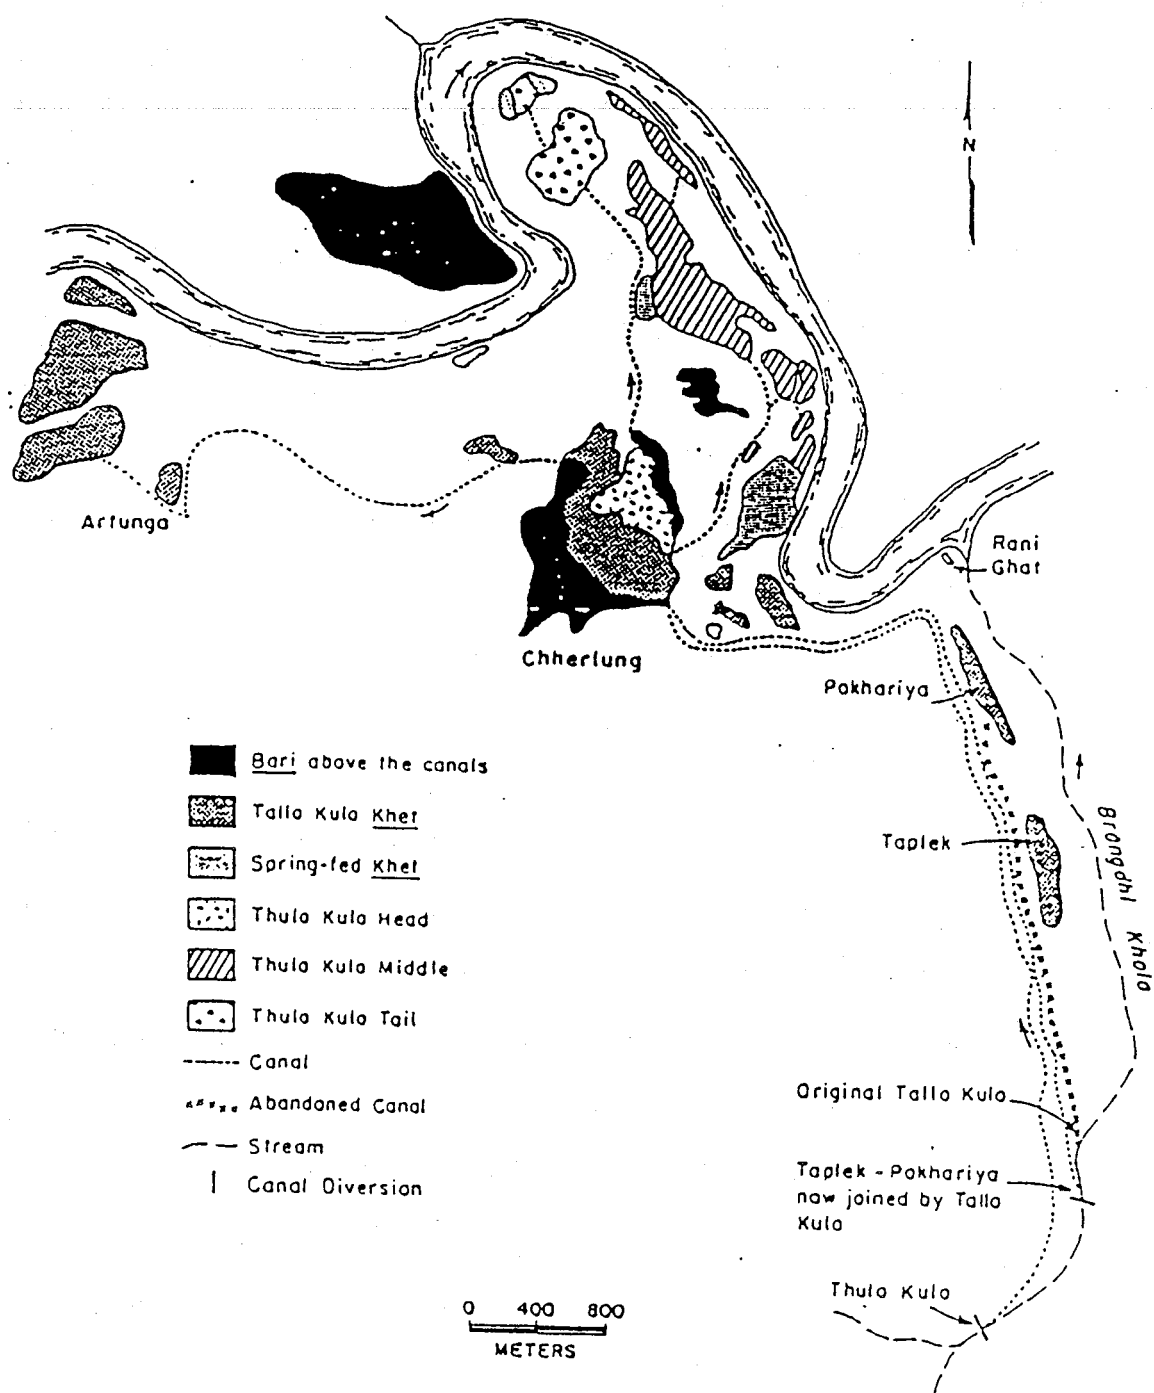 N
Artunga
Rani
Ghat
Chherlung
Pokhariya
Bari above the canals
Tallo Kulo Khet
Spring-fed Khet
Thulo Kulo Head
Thulo Kulo Middle
Thulo Kulo Tail
Canal
Abandoned Canal
Stream
Canal Diversion
Taplek
Brangdhi Khola
Original Tallo Kulo
Taplek - Pokhariya
now joined by Tallo
Kulo
Thulo Kulo
0 400 800
METERS